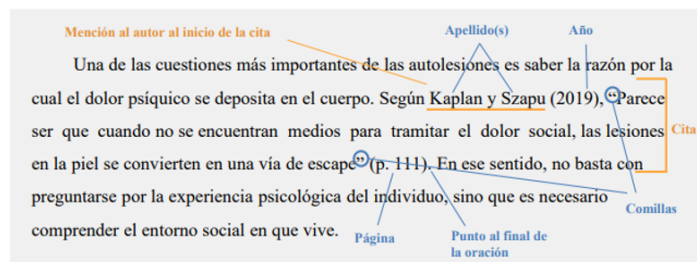 Mención al autor al inicio de la cita
Apellido(s)
Año
Una de las cuestiones más importantes de las autolesiones es saber la razón por la
cual el dolor psíquico se deposita en el cuerpo. Según Kaplan y Szapu (2019), “Parece
ser que cuando no se encuentran medios para tramitar el dolor social, las lesiones
Cita
en la piel se convierten en una vía de escape” (p. 111). En ese sentido, no basta con
preguntarse por la experiencia psicológica del individuo, sino que es necesario
Comillas
comprender el entorno social en que vive.
Página
Punto al final de
la oración